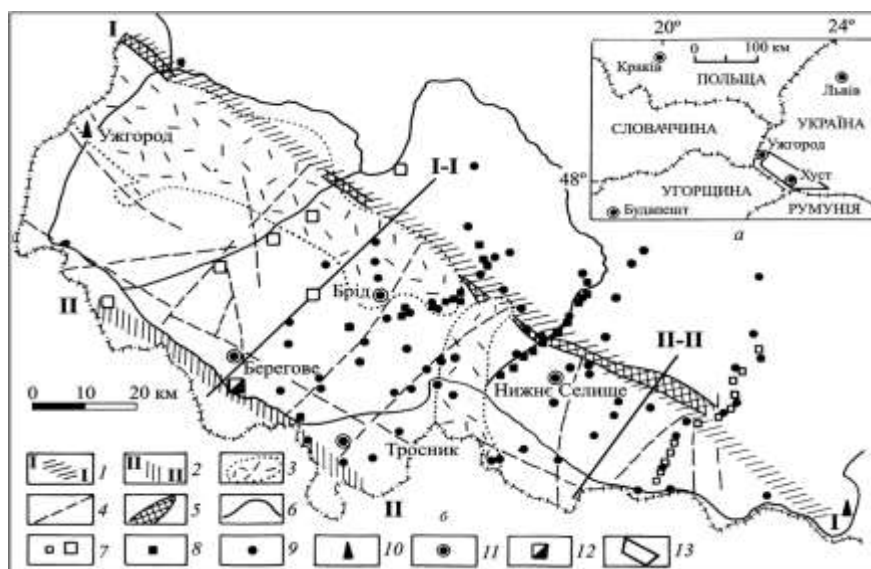 I
20°
24°
0
100 км
Краків
ПОЛЬЩА
Львів
УКРАЇНА
СЛОВАЧЧИНА
Ужгород
Хуст
48°
УГОРЩИНА
РУМУНІЯ
Будапешт
а
Ужгород
I-I
II
Брід
II-II
Берегове
Нижнє Селище
0 10 20 км
Тросник
II
б
I
I I 1
II II 2
3
4
5
6
7
8
9
10
11
12
13